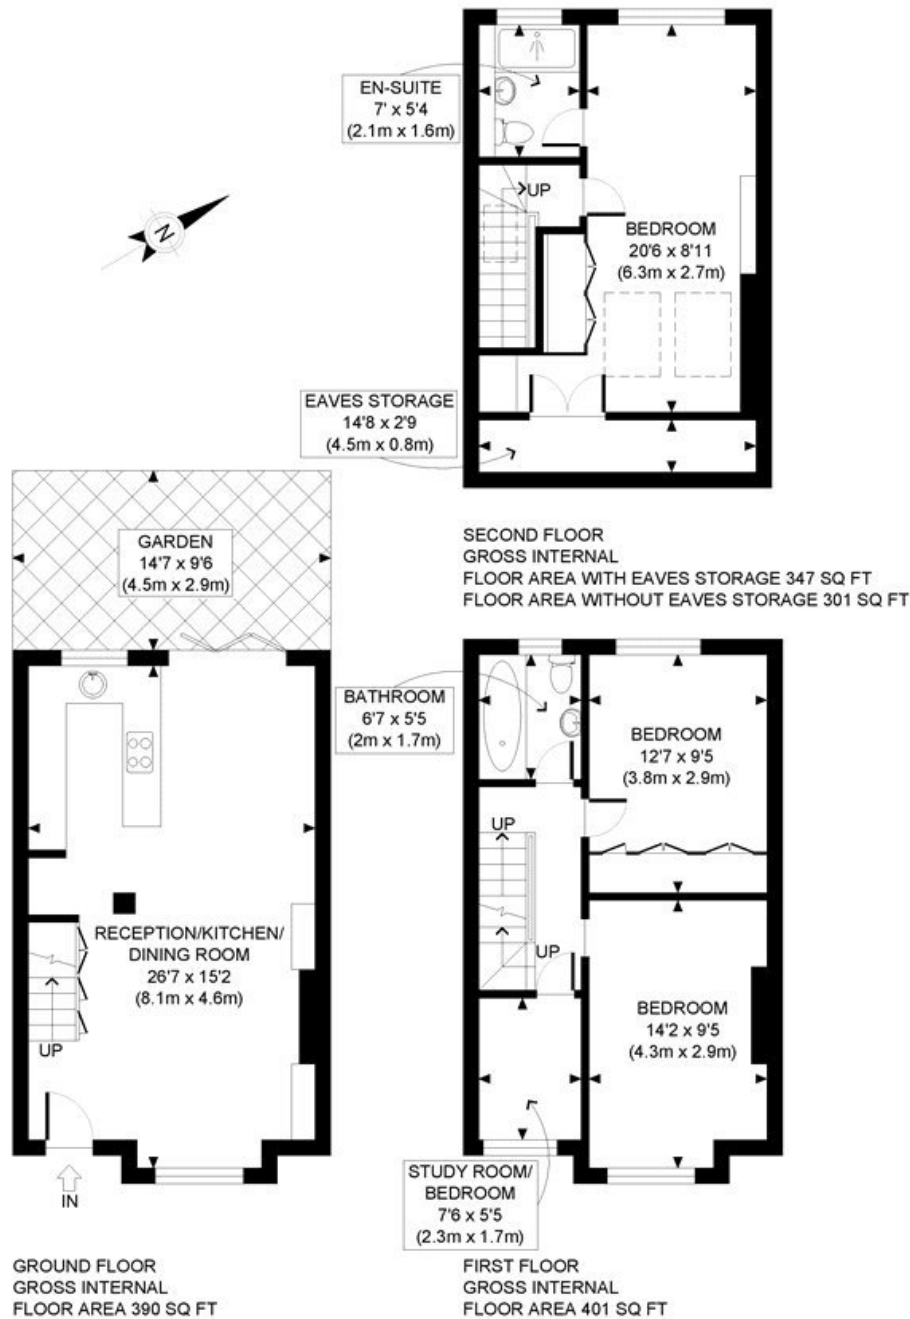 EN-SUITE
7' x 5'4
(2.1m x 1.6m)
UP
BEDROOM
20'6 x 8'11
(6.3m x 2.7m)
N
EAVES STORAGE
14'8 x 2'9
(4.5m x 0.8m)
SECOND FLOOR
GROSS INTERNAL
FLOOR AREA WITH EAVES STORAGE 347 SQ FT
FLOOR AREA WITHOUT EAVES STORAGE 301 SQ FT
GARDEN
14'7 x 9'6
(4.5m x 2.9m)
RECEPTION/KITCHEN/
DINING ROOM
26'7 x 15'2
(8.1m x 4.6m)
UP
IN
GROUND FLOOR
GROSS INTERNAL
FLOOR AREA 390 SQ FT
BATHROOM
6'7 x 5'5
(2m x 1.7m)
BEDROOM
12'7 x 9'5
(3.8m x 2.9m)
UP
UP
BEDROOM
14'2 x 9'5
(4.3m x 2.9m)
STUDY ROOM/
BEDROOM
7'6 x 5'5
(2.3m x 1.7m)
FIRST FLOOR
GROSS INTERNAL
FLOOR AREA 401 SQ FT